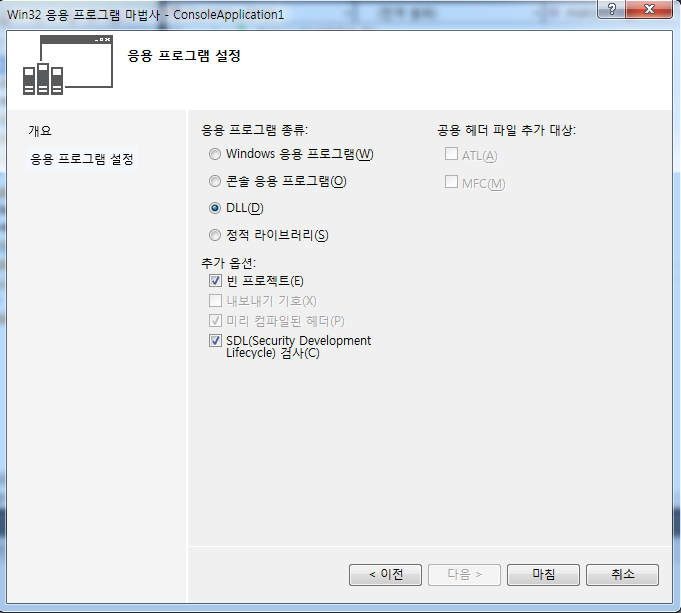 Win32 응용 프로그램 마법사 - ConsoleApplication1
응용 프로그램 설정
개요
응용 프로그램 설정
응용 프로그램 종류:
Windows 응용 프로그램(W)
콘솔 응용 프로그램(O)
DLL(D)
정적 라이브러리(S)
추가 옵션:
빈 프로젝트(E)
내보내기 기호(X)
미리 컴파일된 헤더(P)
SDL(Security Development
Lifecycle) 검사(C)
공용 헤더 파일 추가 대상:
ATL(A)
MFC(M)
< 이전
다음 >
마침
취소